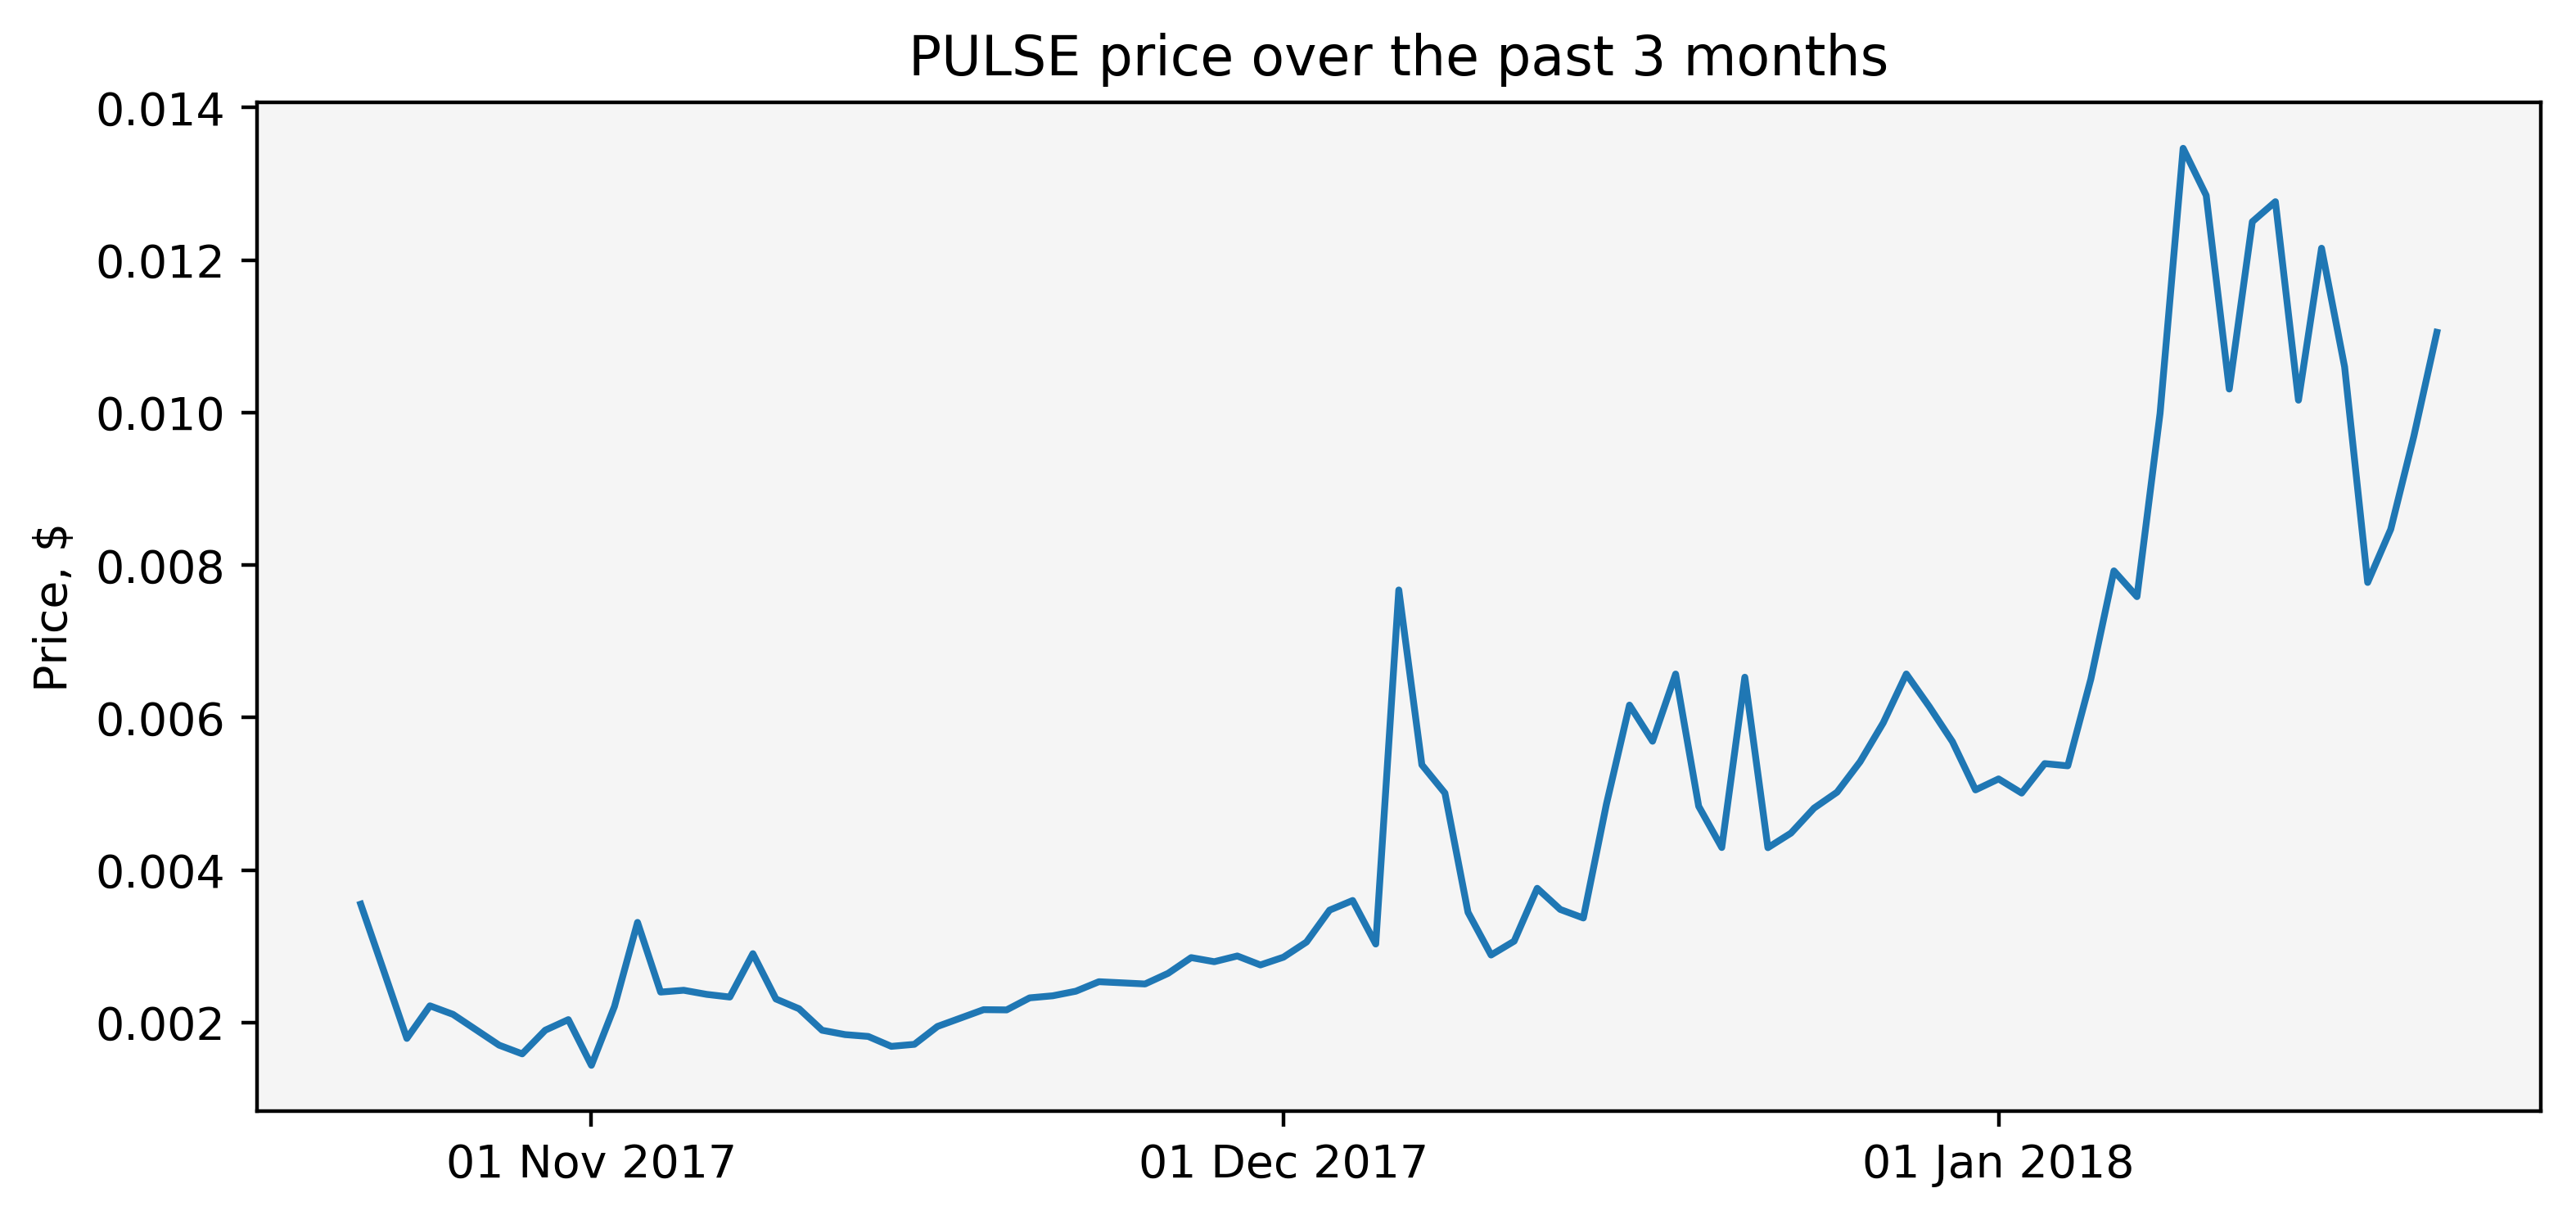 PULSE price over the past 3 months
0.014
0.012
0.010
0.008
0.006
0.004
0.002
Price, $
01 Nov 2017
01 Dec 2017
01 Jan 2018